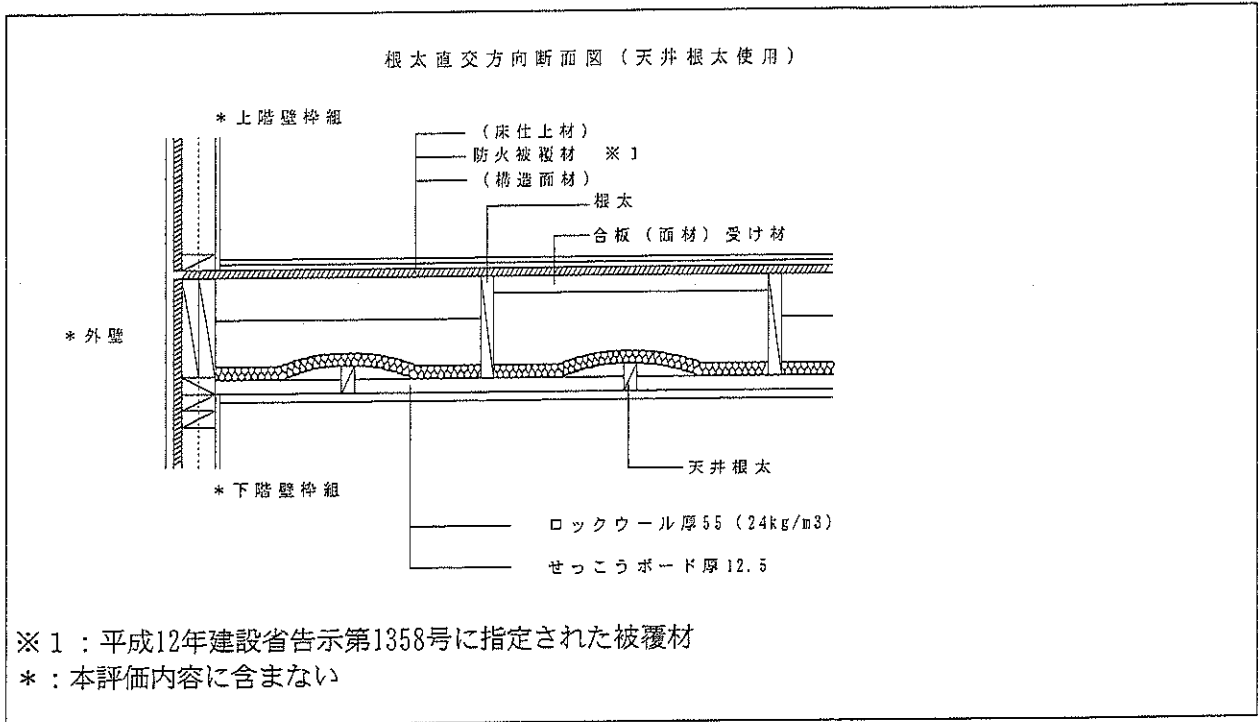 根太直交方向断面図(天井根太使用)
*上階壁枠組
(床仕上材)
防火被覆材 ※1
(構造面材)
根太
合板(面材)受け材
*外壁
天井根太
*下階壁枠組
ロックウール厚55(24kg/m3)
せっこうボード厚12.5
※1:平成12年建設省告示第1358号に指定された被覆材
*:本評価内容に含まない